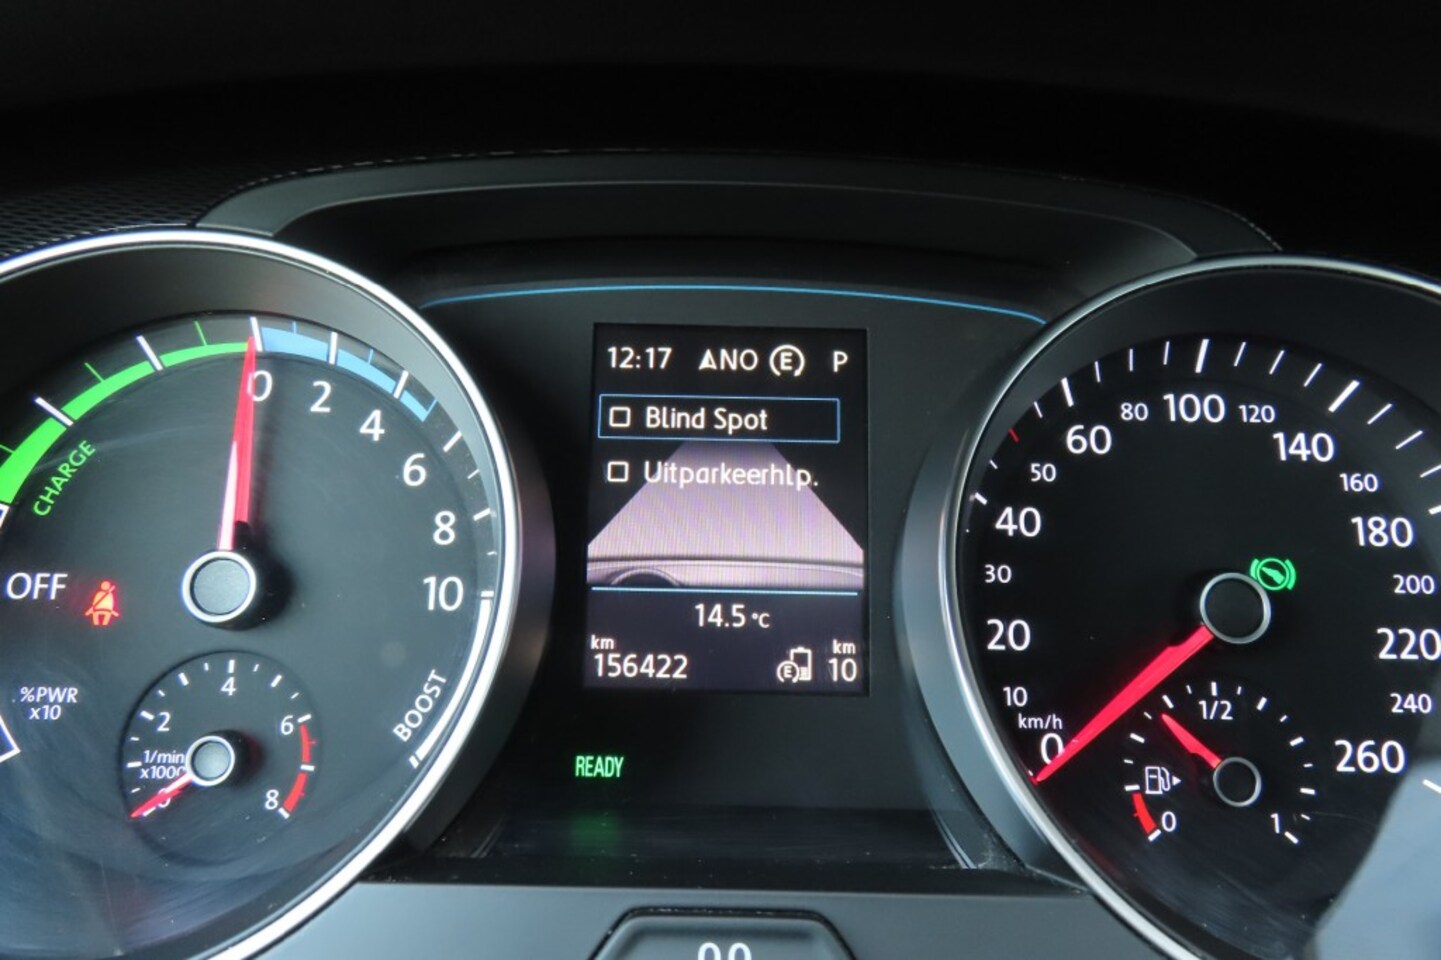 12:17 NO E P
Blind Spot
Uitparkeerhlp.
14.5 °C
km
156422
E
km
10
READY
0 2 4 6 8 10
CHARGE
OFF
%PWR
x10
BOOST
2 4 6 8
1/min
x1000
0 10 20 30 40 50 60 80 100 120 140 160 180 200 220 240 260
km/h
0 1/2 1